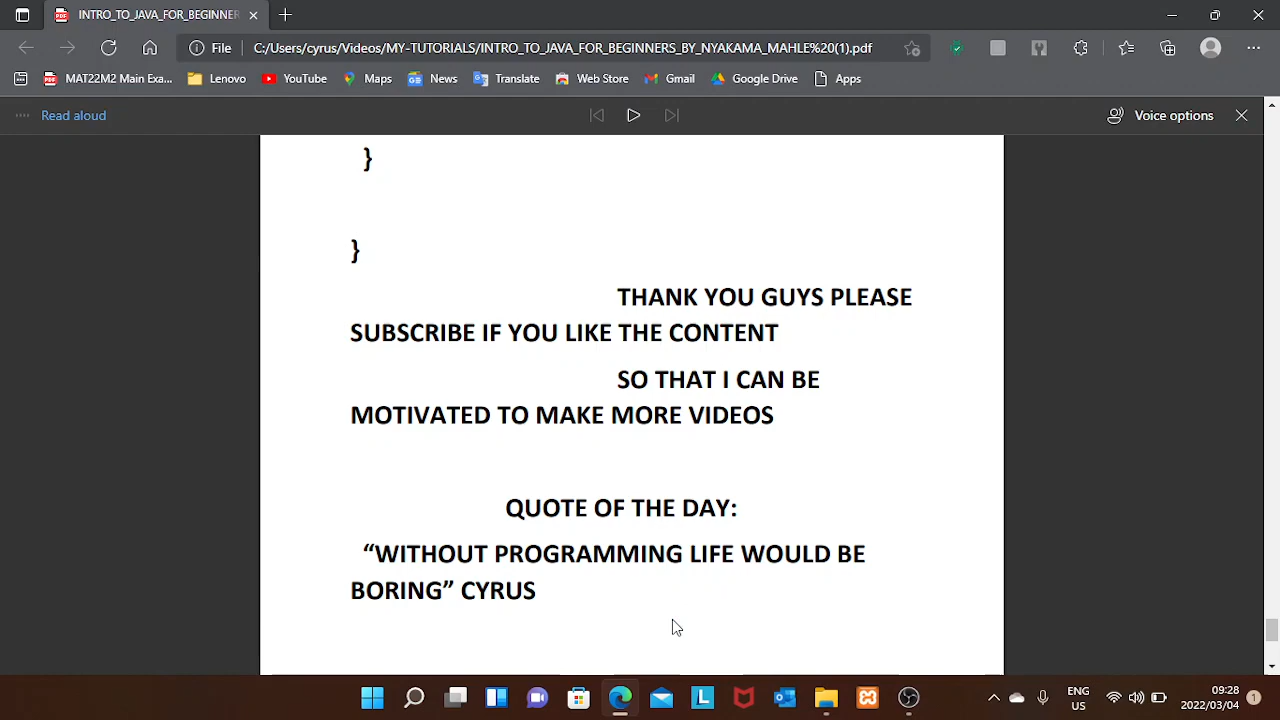 INTRO_TO_JAVA_FOR_BEGINNER
File C:/Users/cyrus/Videos/MY-TUTORIALS/INTRO_TO_JAVA_FOR_BEGINNERS_BY_NYAKAMA_MAHLE%20(1).pdf
MAT22M2 Main Exa... Lenovo YouTube Maps News Translate Web Store Gmail Google Drive Apps
Read aloud Voice options
}
}
THANK YOU GUYS PLEASE
SUBSCRIBE IF YOU LIKE THE CONTENT
SO THAT I CAN BE
MOTIVATED TO MAKE MORE VIDEOS
QUOTE OF THE DAY:
“WITHOUT PROGRAMMING LIFE WOULD BE
BORING” CYRUS
ENG 09:28
US 2022/03/04 1